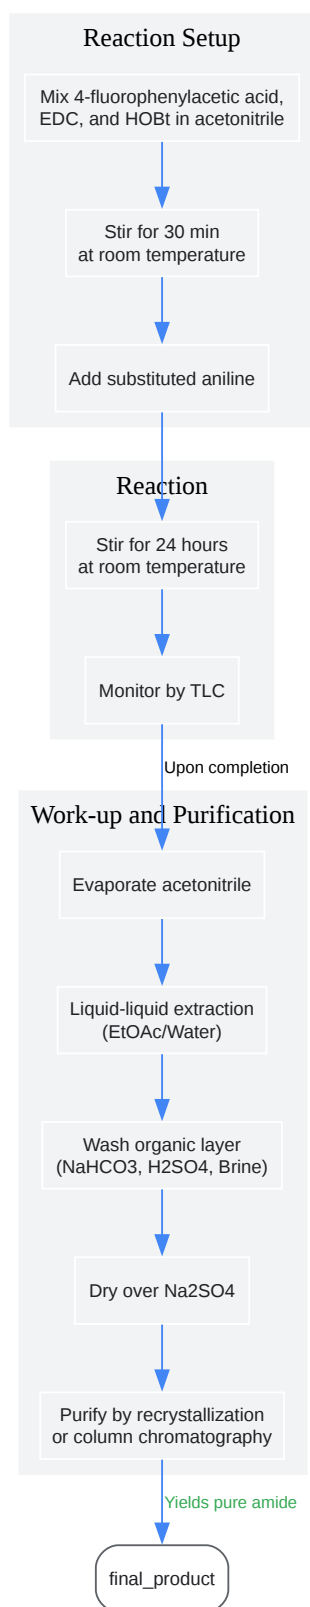 Reaction Setup
Mix 4-fluorophenylacetic acid,
EDC, and HOBt in acetonitrile
Stir for 30 min
at room temperature
Add substituted aniline
Reaction
Stir for 24 hours
at room temperature
Monitor by TLC
Upon completion
Work-up and Purification
Evaporate acetonitrile
Liquid-liquid extraction
(EtOAc/Water)
Wash organic layer
(NaHCO3, H2SO4, Brine)
Dry over Na2SO4
Purify by recrystallization
or column chromatography
Yields pure amide
final_product